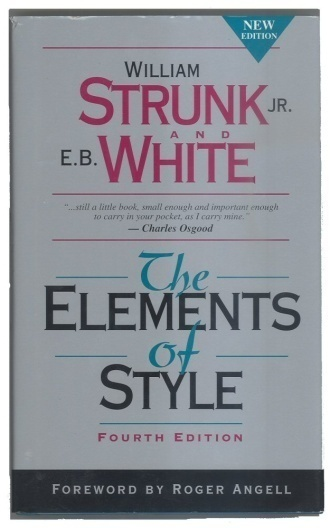 NEW
EDITION
WILLIAM
STRUNK JR.
AND
E.B. WHITE
"...still a little book, small enough and important enough
to carry in your pocket, as I carry mine."
— Charles Osgood
The
ELEMENTS
of
STYLE
FOURTH EDITION
FOREWORD BY ROGER ANGELL